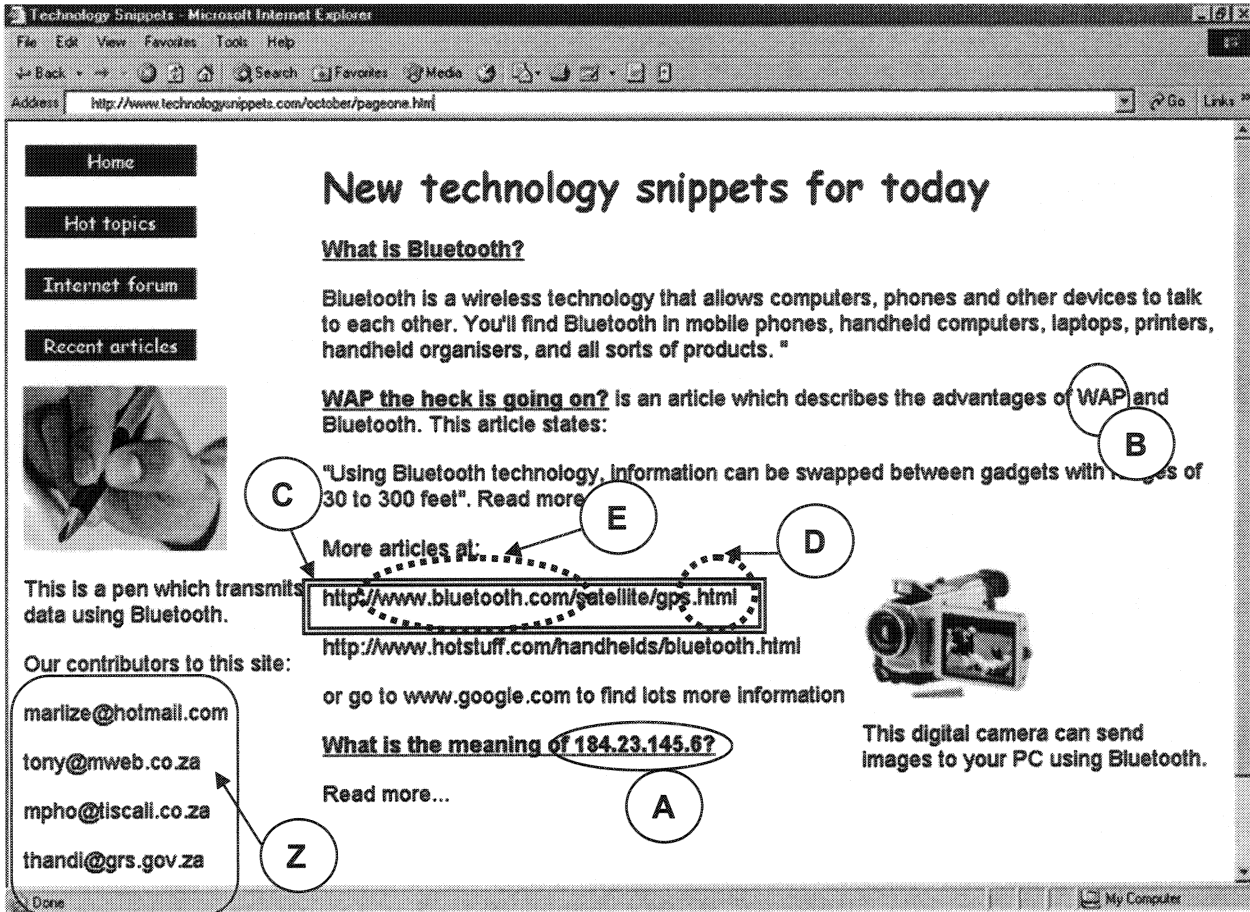 Technology Snippets - Microsoft Internet Explorer
File Edit View Favorites Tools Help
Back Search Favorites Media
Address http://www.technologysnippets.com/october/pageone.htm Go Links »
Home
Hot topics
Internet forum
Recent articles
New technology snippets for today
What is Bluetooth?
Bluetooth is a wireless technology that allows computers, phones and other devices to talk
to each other. You'll find Bluetooth in mobile phones, handheld computers, laptops, printers,
handheld organisers, and all sorts of products. "
WAP the heck is going on? is an article which describes the advantages of WAP and
Bluetooth. This article states:
B
"Using Bluetooth technology, information can be swapped between gadgets with ranges of
30 to 300 feet". Read more
C
E
D
More articles at:
http://www.bluetooth.com/satellite/gps.html
http://www.hotstuff.com/handhelds/bluetooth.html
or go to www.google.com to find lots more information
What is the meaning of 184.23.145.6?
Read more...
A
This is a pen which transmits
data using Bluetooth.
Our contributors to this site:
marlize@hotmail.com
tony@mweb.co.za
mpho@tiscali.co.za
thandi@grs.gov.za
Z
This digital camera can send
images to your PC using Bluetooth.
Done My Computer